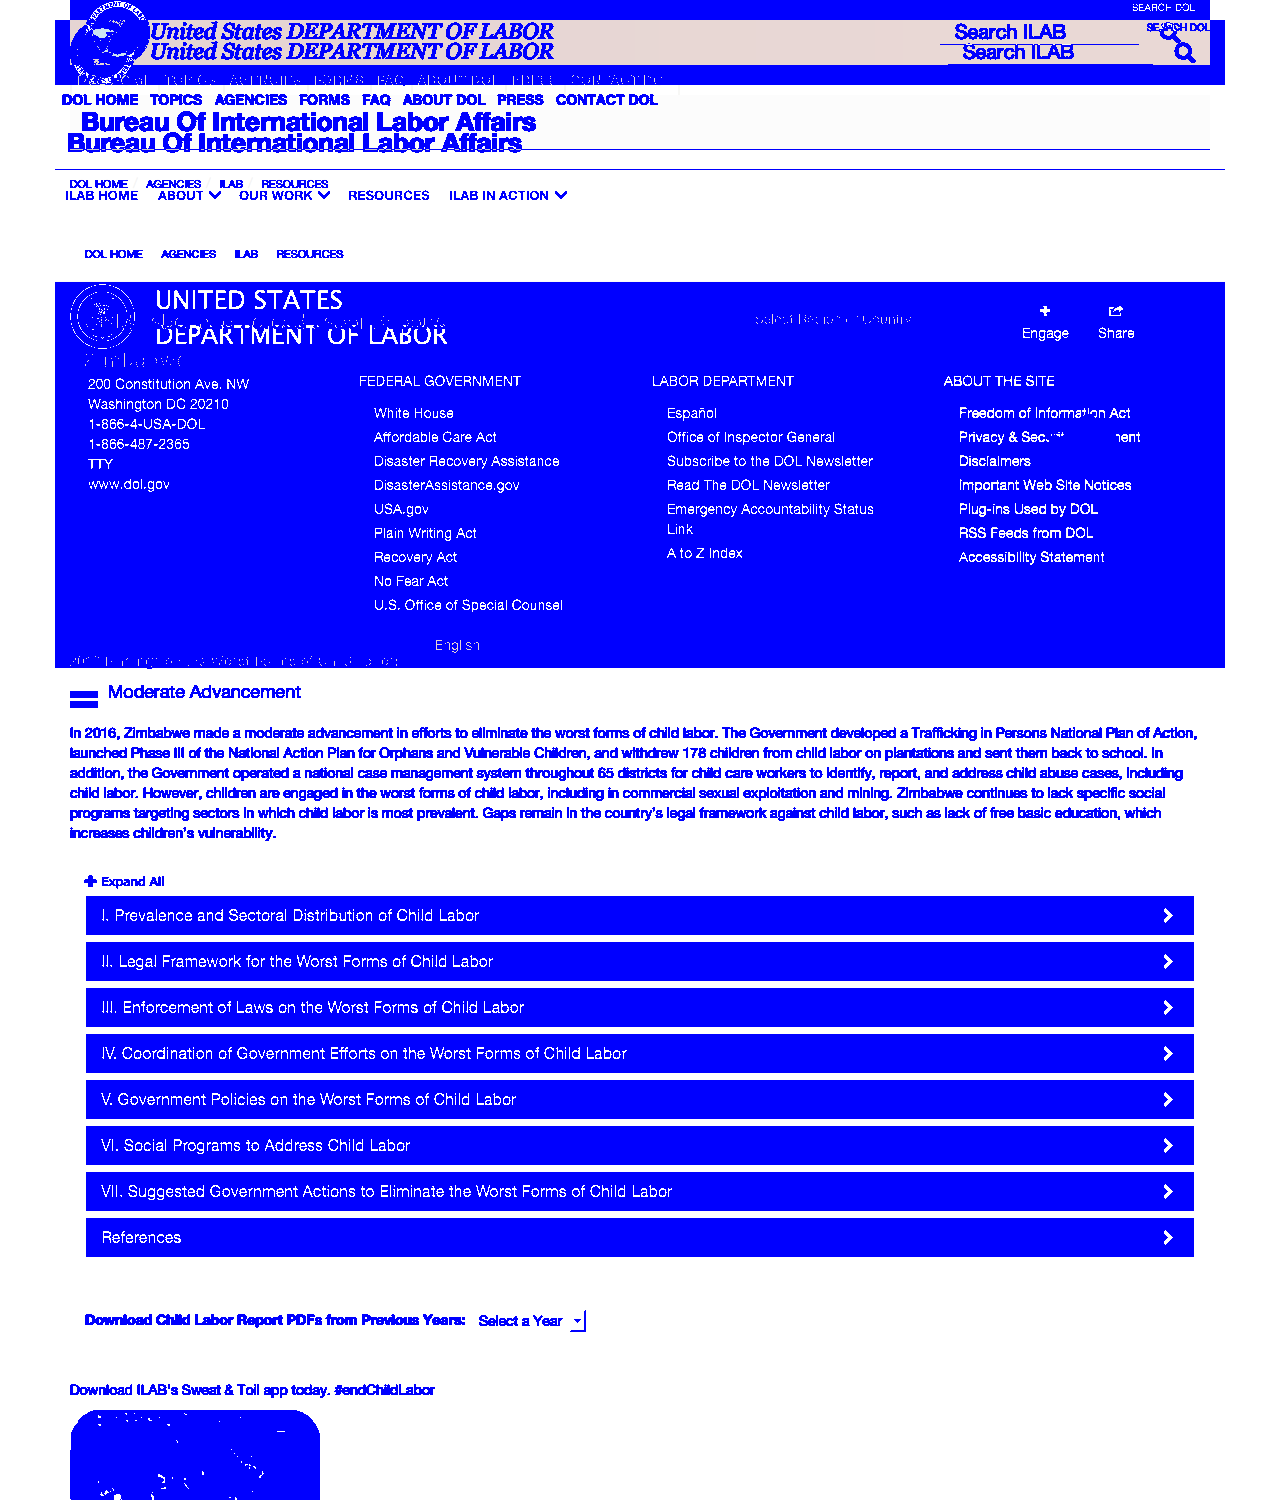 SEARCH DOL
SEARCH DOL
United States DEPARTMENT OF LABOR
United States DEPARTMENT OF LABOR
Search ILAB
Search ILAB
DOL HOME TOPICS AGENCIES FORMS FAQ ABOUT DOL PRESS CONTACT DOL
Bureau Of International Labor Affairs
Bureau Of International Labor Affairs
DOL HOME AGENCIES ILAB RESOURCES
ILAB HOME ABOUT OUR WORK RESOURCES ILAB IN ACTION
DOL HOME AGENCIES ILAB RESOURCES
UNITED STATES
DEPARTMENT OF LABOR
Select Region or Country
Engage Share
Zimbabwe
200 Constitution Ave. NW
Washington DC 20210
1-866-4-USA-DOL
1-866-487-2365
TTY
www.dol.gov
FEDERAL GOVERNMENT
White House
Affordable Care Act
Disaster Recovery Assistance
DisasterAssistance.gov
USA.gov
Plain Writing Act
Recovery Act
No Fear Act
U.S. Office of Special Counsel
LABOR DEPARTMENT
Español
Office of Inspector General
Subscribe to the DOL Newsletter
Read The DOL Newsletter
Emergency Accountability Status
Link
A to Z Index
ABOUT THE SITE
Freedom of Information Act
Privacy &
Disclaimers
Important Web Site Notices
Plug-ins Used by DOL
RSS Feeds from DOL
Accessibility Statement
English
Moderate Advancement
In 2016, Zimbabwe made a moderate advancement in efforts to eliminate the worst forms of child labor. The Government developed a Trafficking in Persons National Plan of Action,
launched Phase III of the National Action Plan for Orphans and Vulnerable Children, and withdrew 178 children from child labor on plantations and sent them back to school. In
addition, the Government operated a national case management system throughout 65 districts for child care workers to identify, report, and address child abuse cases, including
child labor. However, children are engaged in the worst forms of child labor, including in commercial sexual exploitation and mining. Zimbabwe continues to lack specific social
programs targeting sectors in which child labor is most prevalent. Gaps remain in the country's legal framework against child labor, such as lack of free basic education, which
increases children's vulnerability.
Expand All
I. Prevalence and Sectoral Distribution of Child Labor
II. Legal Framework for the Worst Forms of Child Labor
III. Enforcement of Laws on the Worst Forms of Child Labor
IV. Coordination of Government Efforts on the Worst Forms of Child Labor
V. Government Policies on the Worst Forms of Child Labor
VI. Social Programs to Address Child Labor
VII. Suggested Government Actions to Eliminate the Worst Forms of Child Labor
References
Download Child Labor Report PDFs from Previous Years: Select a Year
Download ILAB's Sweat & Toil app today. #endChildLabor